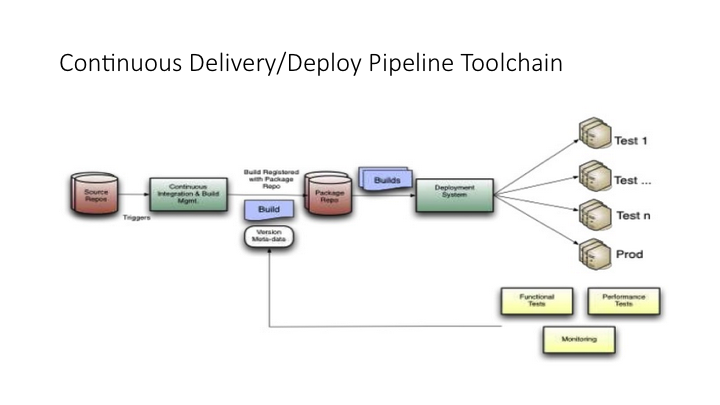 Continuous Delivery/Deploy Pipeline Toolchain
Source
Repos
Triggers
Continuous
Integration & Build
Mgmt.
Build Registered
with Package
Repo
Build
Version
Meta-data
Package
Repo
Builds
Deployment
System
Test 1
Test ...
Test n
Prod
Functional
Tests
Performance
Tests
Monitoring